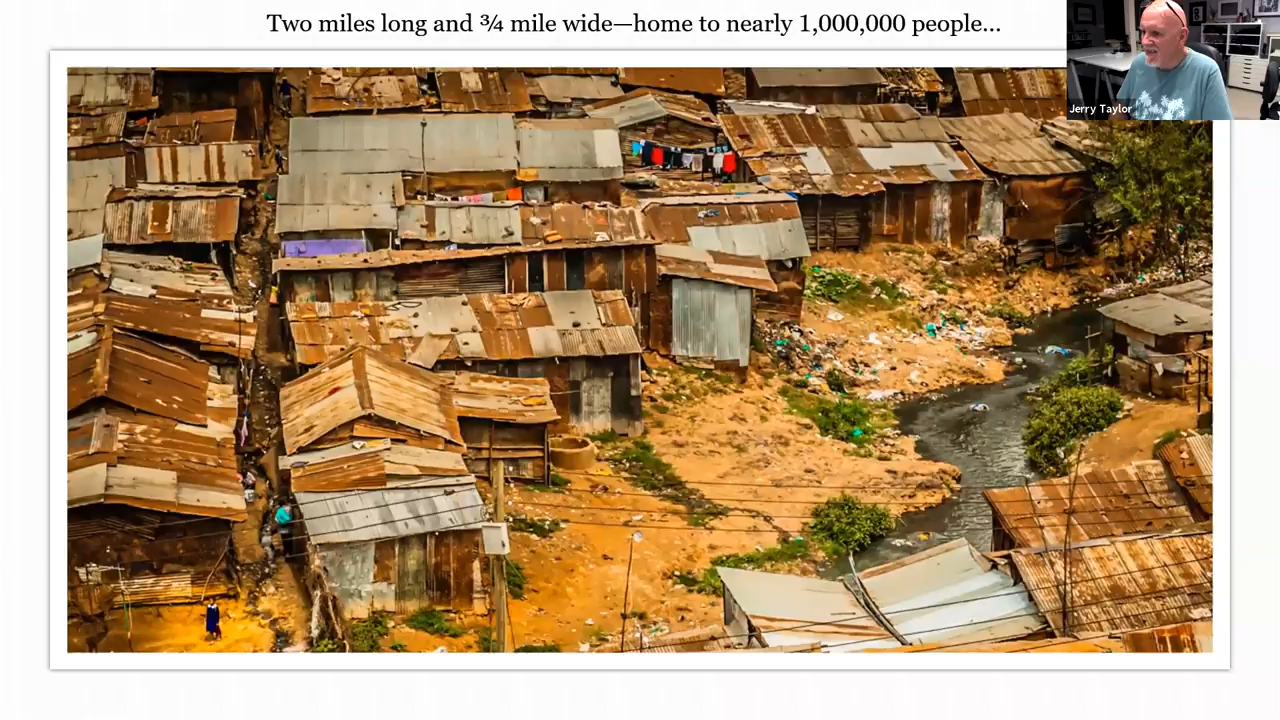 Two miles long and ¾ mile wide—home to nearly 1,000,000 people...
Jerry Taylor